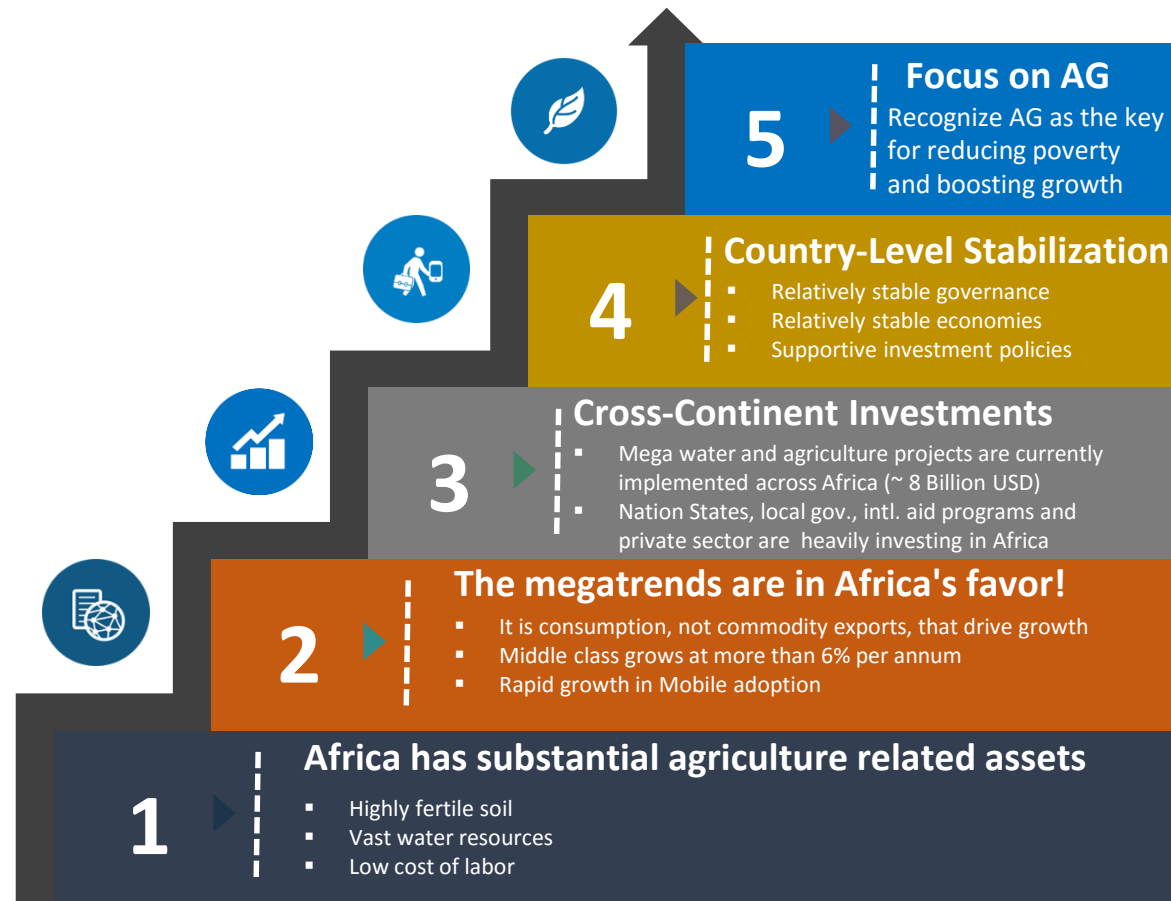 5
Focus on AG
Recognize AG as the key
for reducing poverty
and boosting growth
4
Country-Level Stabilization
▪ Relatively stable governance
▪ Relatively stable economies
▪ Supportive investment policies
3
Cross-Continent Investments
▪ Mega water and agriculture projects are currently
implemented across Africa (~ 8 Billion USD)
▪ Nation States, local gov., intl. aid programs and
private sector are heavily investing in Africa
2
The megatrends are in Africa's favor!
▪ It is consumption, not commodity exports, that drive growth
▪ Middle class grows at more than 6% per annum
▪ Rapid growth in Mobile adoption
1
Africa has substantial agriculture related assets
▪ Highly fertile soil
▪ Vast water resources
▪ Low cost of labor